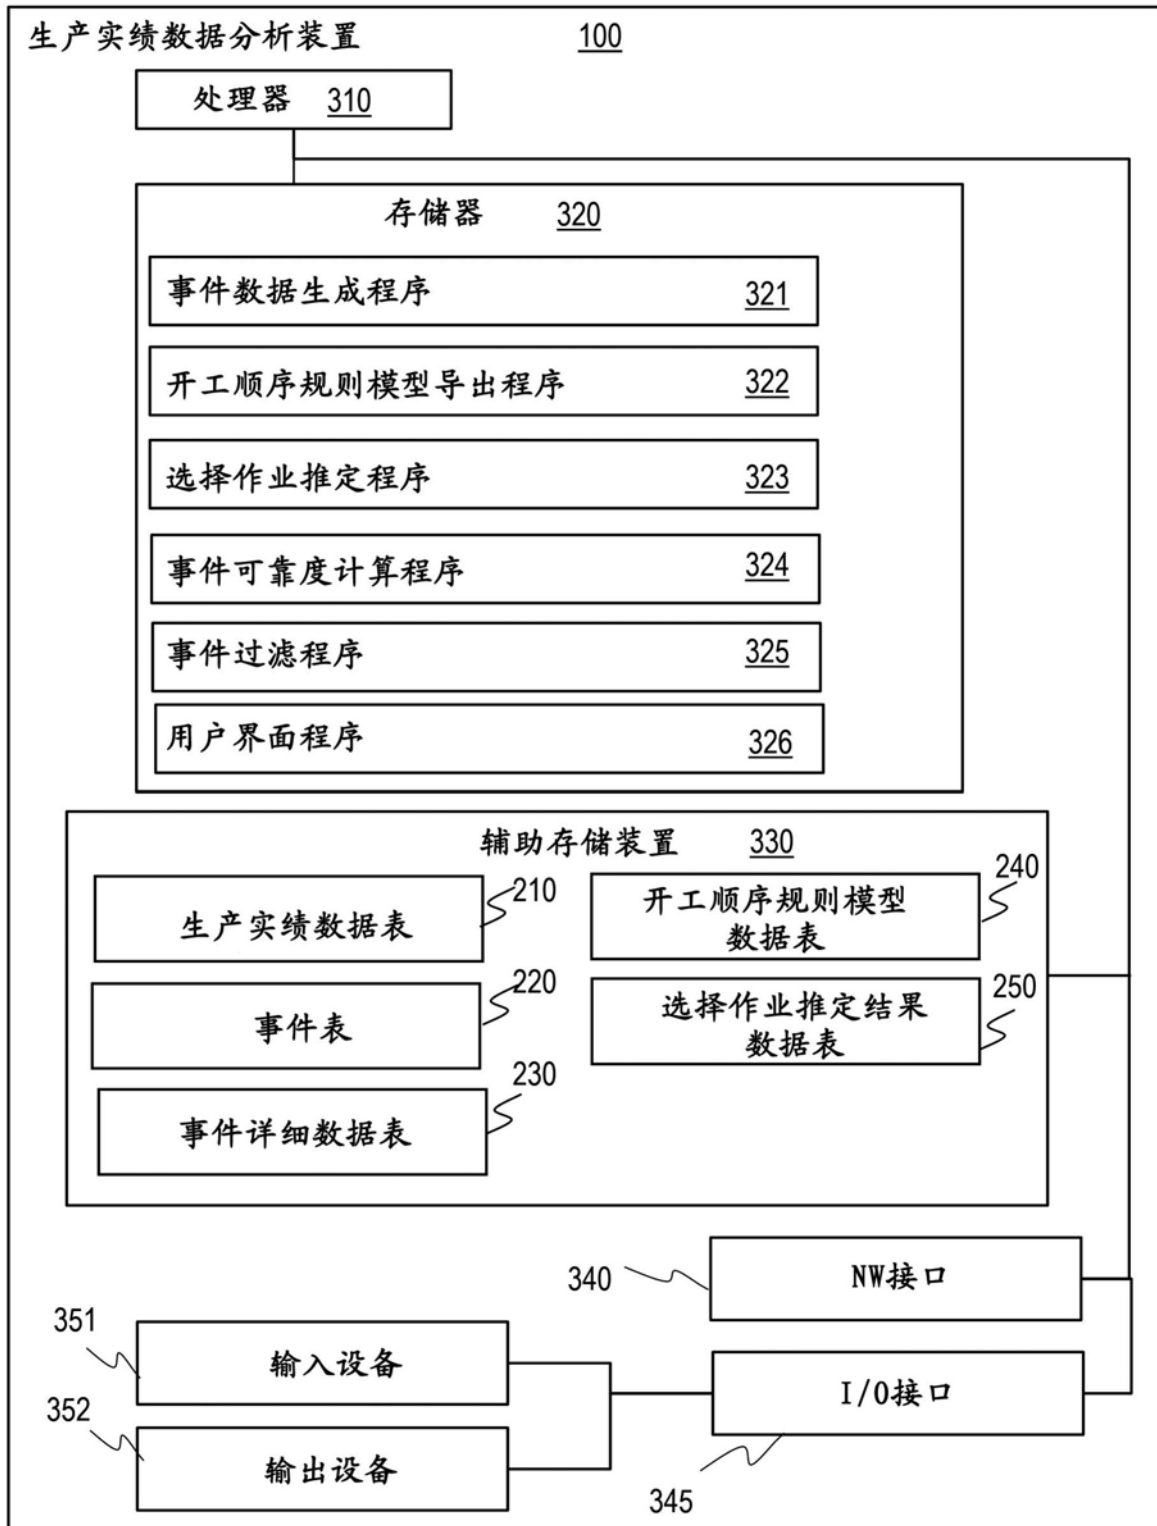 生产实绩数据分析装置 100
处理器 310
存储器 320
事件数据生成程序 321
开工顺序规则模型导出程序 322
选择作业推定程序 323
事件可靠度计算程序 324
事件过滤程序 325
用户界面程序 326
辅助存储装置 330
生产实绩数据表
210
开工顺序规则模型
数据表
240
事件表
220
选择作业推定结果
数据表
250
事件详细数据表
230
NW接口
340
351
输入设备
I/O接口
345
352
输出设备